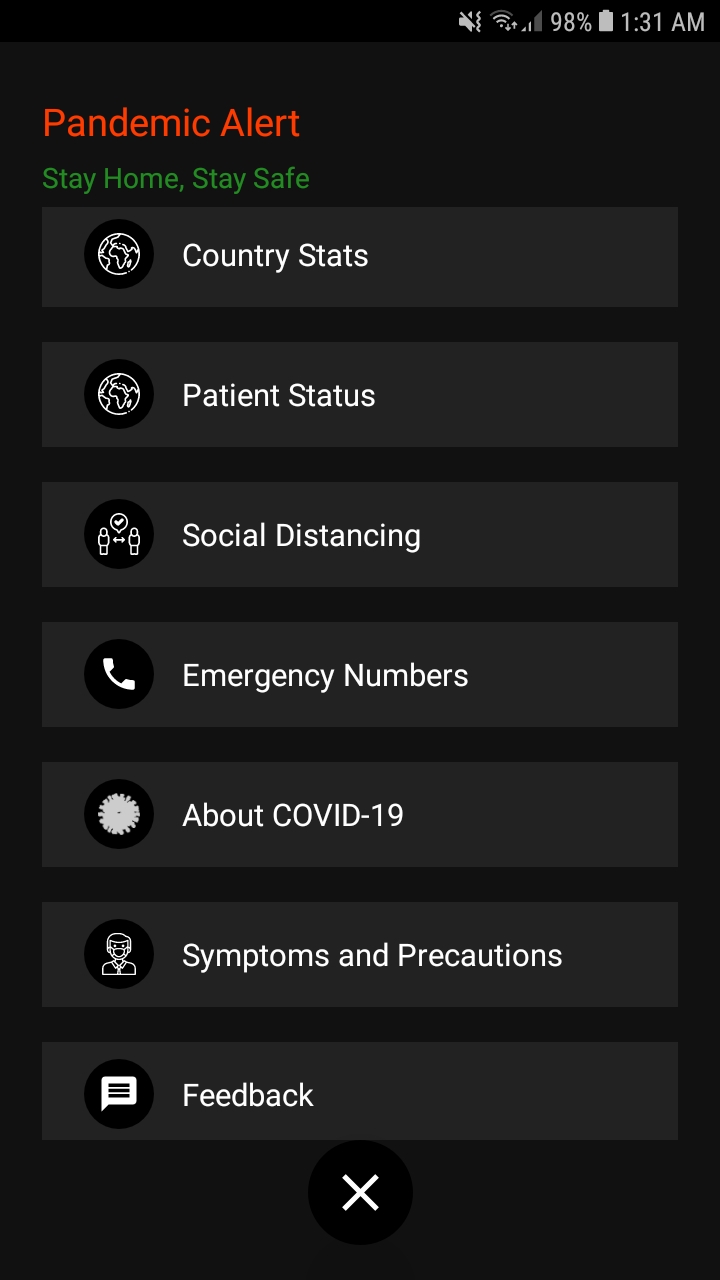 98% 1:31 AM
Pandemic Alert
Stay Home, Stay Safe
Country Stats
Patient Status
Social Distancing
Emergency Numbers
About COVID-19
Symptoms and Precautions
Feedback